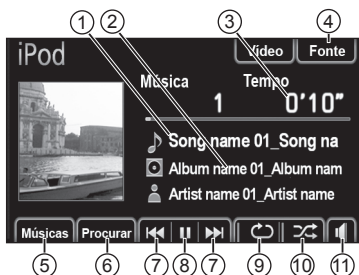 ① ② ③ ④
iPod Vídeo Fonte
Música Tempo
1 0'10"
Song name 01_Song na
Album name 01_Album nam
Artist name 01_Artist name
Músicas Procurar
⑤ ⑥ ⑦ ⑧ ⑦ ⑨ ⑩ ⑪